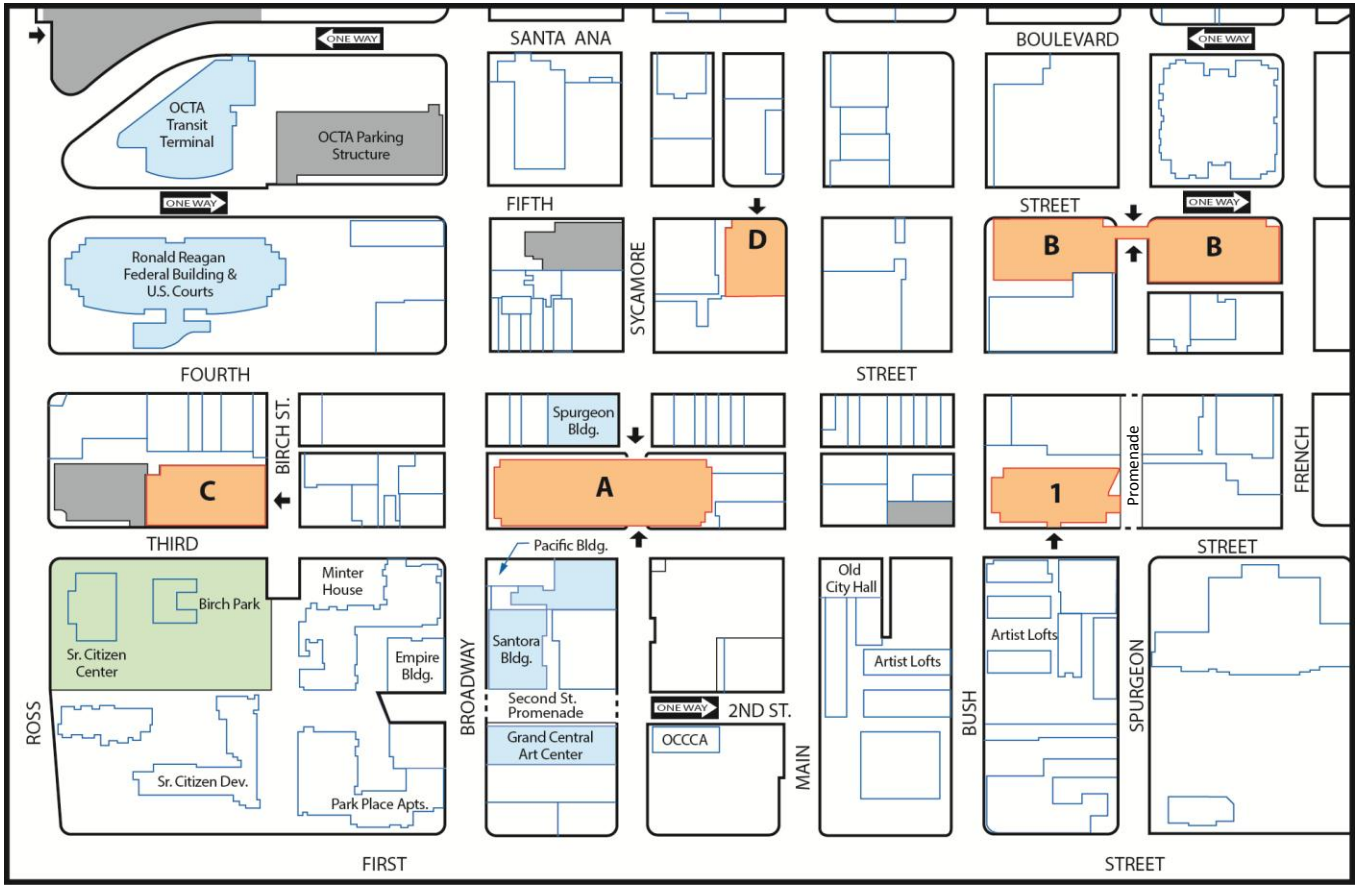 ONE WAY
SANTA ANA
BOULEVARD
ONE WAY
OCTA
Transit
Terminal
OCTA Parking
Structure
ONE WAY
FIFTH
STREET
ONE WAY
Ronald Reagan
Federal Building &
U.S. Courts
SYCAMORE
D
B
B
FOURTH
STREET
BIRCH ST.
Spurgeon
Bldg.
C
A
1
Promenade
FRENCH
THIRD
STREET
Pacific Bldg.
Minter
House
Birch Park
Sr. Citizen
Center
Empire
Bldg.
Santora
Bldg.
Old
City Hall
Artist Lofts
Artist Lofts
ROSS
BROADWAY
Second St.
Promenade
ONE WAY
2ND ST.
MAIN
BUSH
SPURGEON
Grand Central
Art Center
OCCCA
Sr. Citizen Dev.
Park Place Apts.
FIRST
STREET